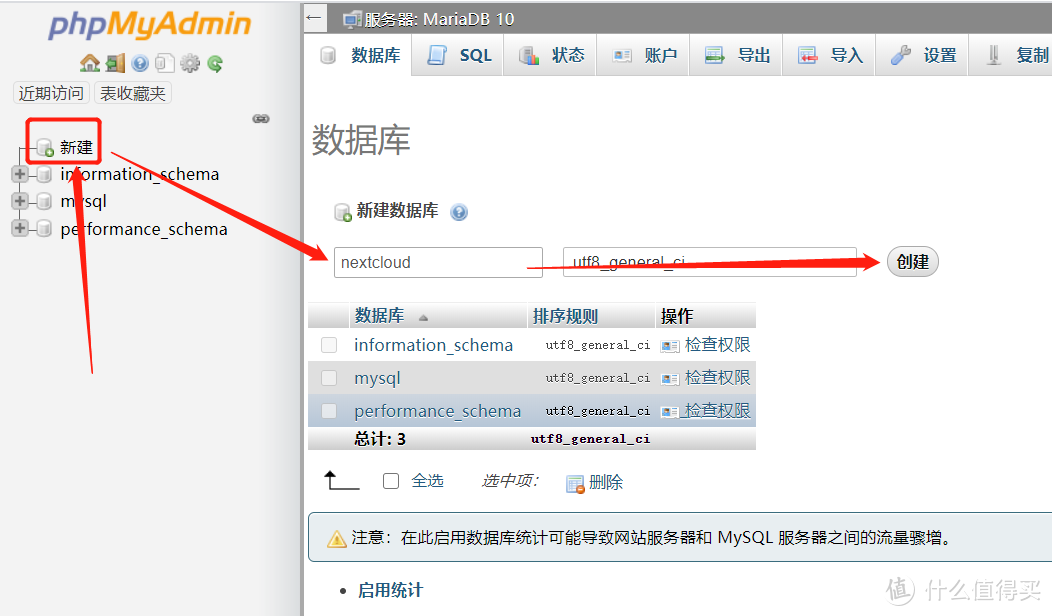 phpMyAdmin
近期访问 表收藏夹
新建
information_schema
mysql
performance_schema
服务器: MariaDB 10
数据库 SQL 状态 账户 导出 导入 设置 复制
数据库
新建数据库
nextcloud utf8_general_ci 创建
数据库 排序规则 操作
information_schema utf8_general_ci 检查权限
mysql utf8_general_ci 检查权限
performance_schema utf8_general_ci 检查权限
总计: 3 utf8_general_ci
全选 选中项: 删除
注意：在此启用数据库统计可能导致网站服务器和 MySQL 服务器之间的流量骤增。
启用统计
值 什么值得买